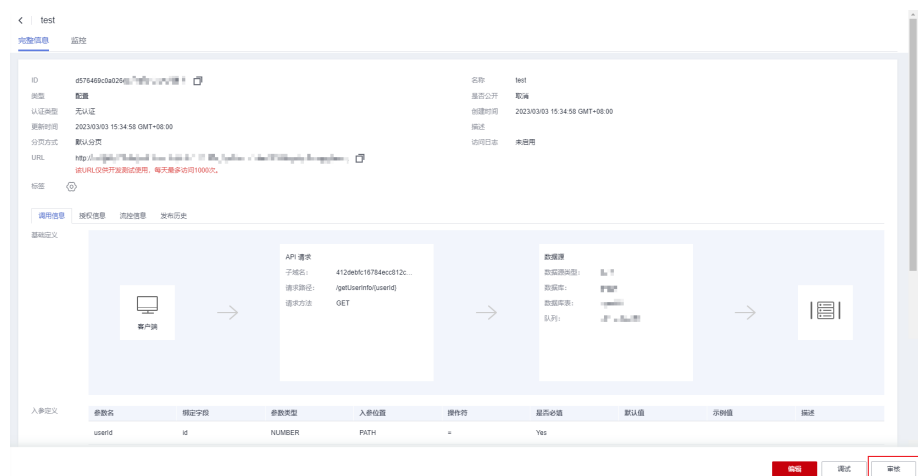 test
完整信息 监控
ID d576469c0a026 名称 test
类型 配置 是否公开 取消
认证类型 无认证 创建时间 2023/03/03 15:34:58 GMT+08:00
更新时间 2023/03/03 15:34:58 GMT+08:00 描述
分页方式 默认分页 访问日志 未启用
URL http:/
该URL仅供开发测试使用，每天最多访问1000次。
标签
调用信息 授权信息 流控信息 发布历史
基础定义
API 请求 数据源
子域名： 412debfc16784ecc812c... 数据源类型：
请求路径： /getUserInfo/{userId} 数据库：
请求方法 GET 数据库表：
队列：
客户端
入参定义 参数名 绑定字段 参数类型 入参位置 操作符 是否必填 默认值 示例值 描述
userId id NUMBER PATH = Yes
编辑 调试 审核